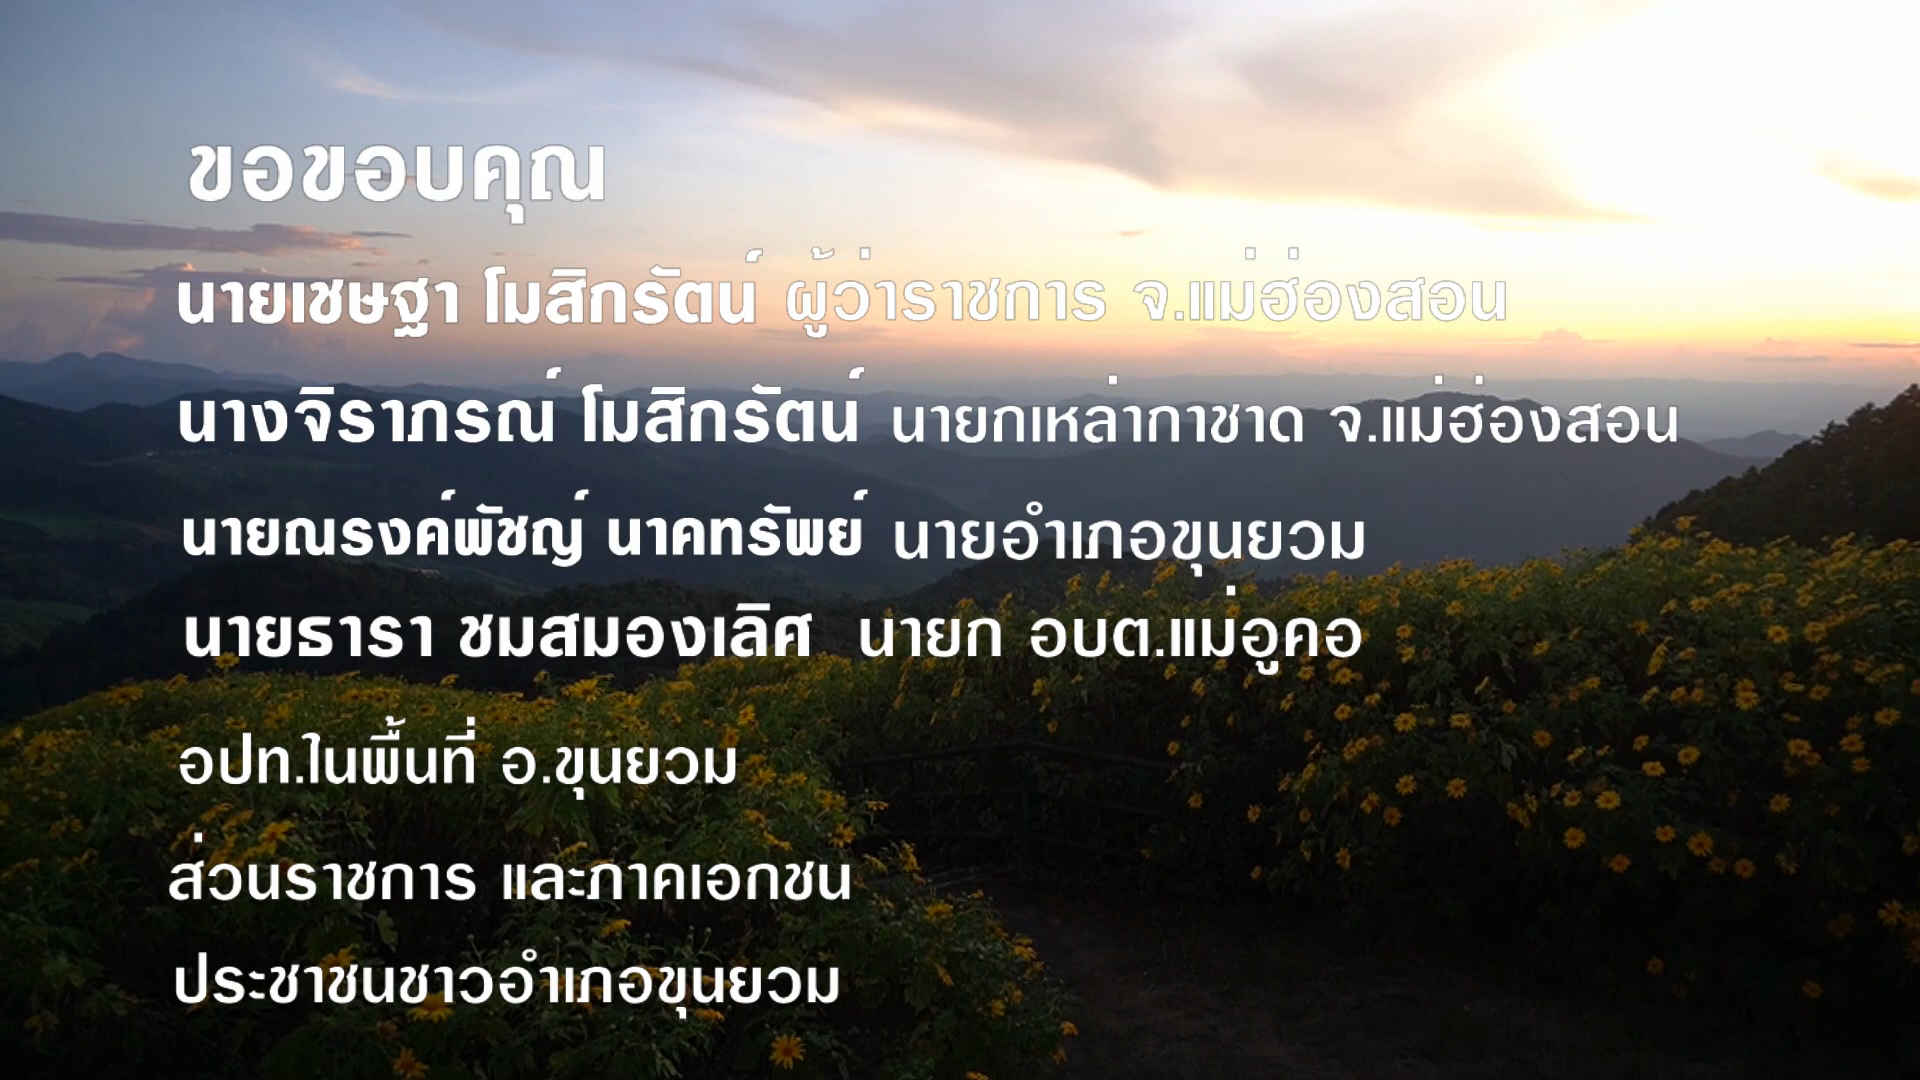 ขอขอบคุณ
นายเชษฐา โมสิกรัตน์ ผู้ว่าราชการ จ.แม่ฮ่องสอน
นางจิราภรณ์ โมสิกรัตน์ นายกเหล่ากาชาด จ.แม่ฮ่องสอน
นายณรงค์พัชญ์ นาคทรัพย์ นายอำเภอขุนยวม
นายธารา ชมสมองเลิศ นายก อบต.แม่อูคอ
อปท.ในพื้นที่ อ.ขุนยวม
ส่วนราชการ และภาคเอกชน
ประชาชนชาวอำเภอขุนยวม